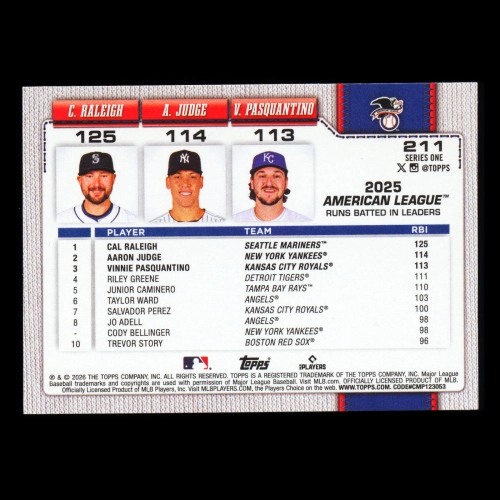 C. RALEIGH A. JUDGE V. PASQUANTINO
125 114 113
211
SERIES ONE
@TOPPS
2025
AMERICAN LEAGUE™
RUNS BATTED IN LEADERS
PLAYER TEAM RBI
1 CAL RALEIGH SEATTLE MARINERS™ 125
2 AARON JUDGE NEW YORK YANKEES® 114
3 VINNIE PASQUANTINO KANSAS CITY ROYALS® 113
4 RILEY GREENE DETROIT TIGERS® 111
5 JUNIOR CAMINERO TAMPA BAY RAYS™ 110
6 TAYLOR WARD ANGELS® 103
7 SALVADOR PEREZ KANSAS CITY ROYALS® 100
8 JO ADELL ANGELS® 98
- CODY BELLINGER NEW YORK YANKEES® 98
10 TREVOR STORY BOSTON RED SOX® 96
Topps PLAYERS
® & © 2026 THE TOPPS COMPANY, INC. ALL RIGHTS RESERVED. TOPPS IS A REGISTERED TRADEMARK OF THE TOPPS COMPANY, INC. Major League
Baseball trademarks and copyrights are used with permission of Major League Baseball. Visit MLB.com. OFFICIALLY LICENSED PRODUCT OF MLB.
Officially Licensed Product of MLB Players, Inc. Visit MLBPLAYERS.com, the Players Choice on the web. WWW.TOPPS.COM. CODE#CMP123053